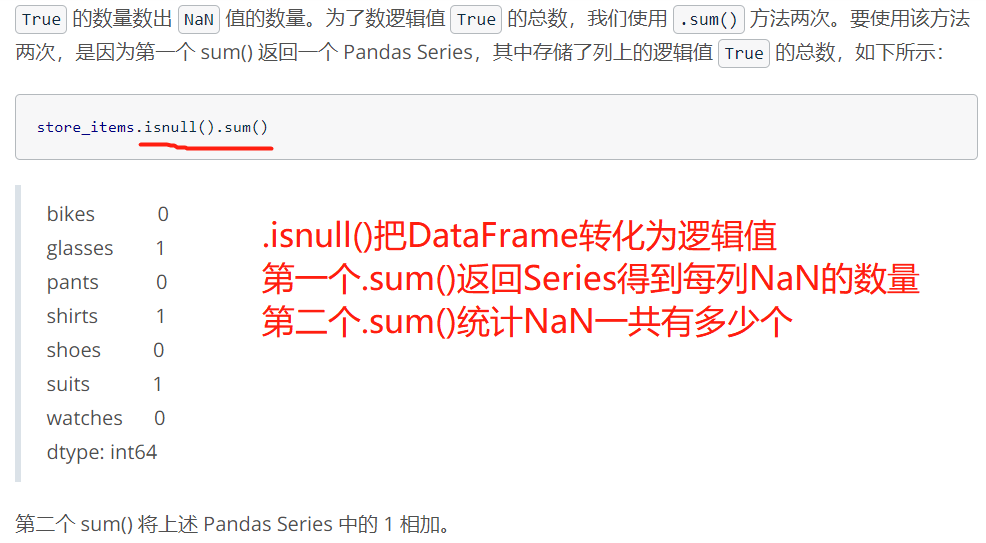 True 的数量数出 NaN 值的数量。为了数逻辑值 True 的总数，我们使用 .sum() 方法两次。要使用该方法
两次，是因为第一个 sum() 返回一个 Pandas Series，其中存储了列上的逻辑值 True 的总数，如下所示：
store_items.isnull().sum()
bikes 0
glasses 1
pants 0
shirts 1
shoes 0
suits 1
watches 0
dtype: int64
.isnull()把DataFrame转化为逻辑值
第一个.sum()返回Series得到每列NaN的数量
第二个.sum()统计NaN一共有多少个
第二个 sum() 将上述 Pandas Series 中的 1 相加。